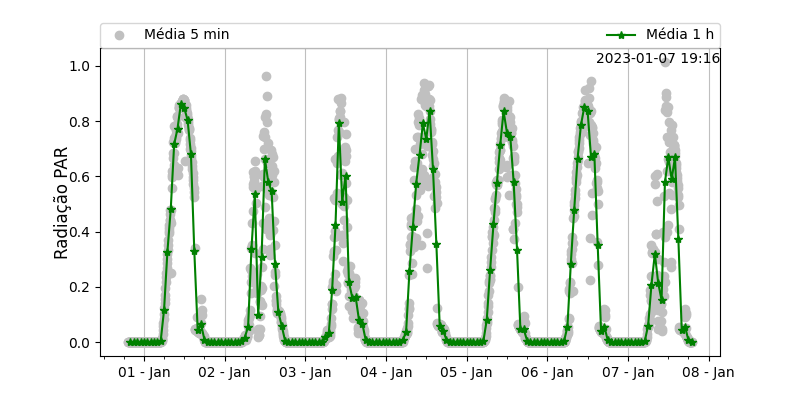 Média 5 min
Média 1 h
2023-01-07 19:16
Radiação PAR
1.0
0.8
0.6
0.4
0.2
0.0
01 - Jan
02 - Jan
03 - Jan
04 - Jan
05 - Jan
06 - Jan
07 - Jan
08 - Jan